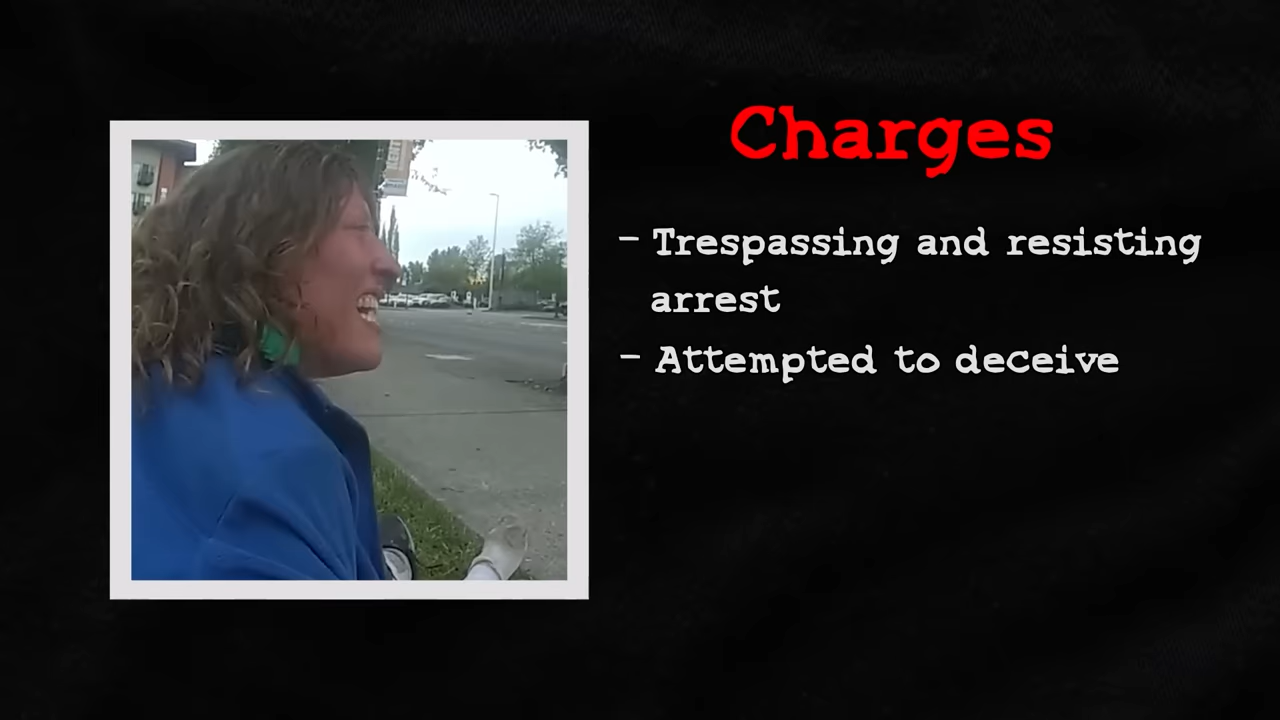 Charges
- Trespassing and resisting
arrest
- Attempted to deceive